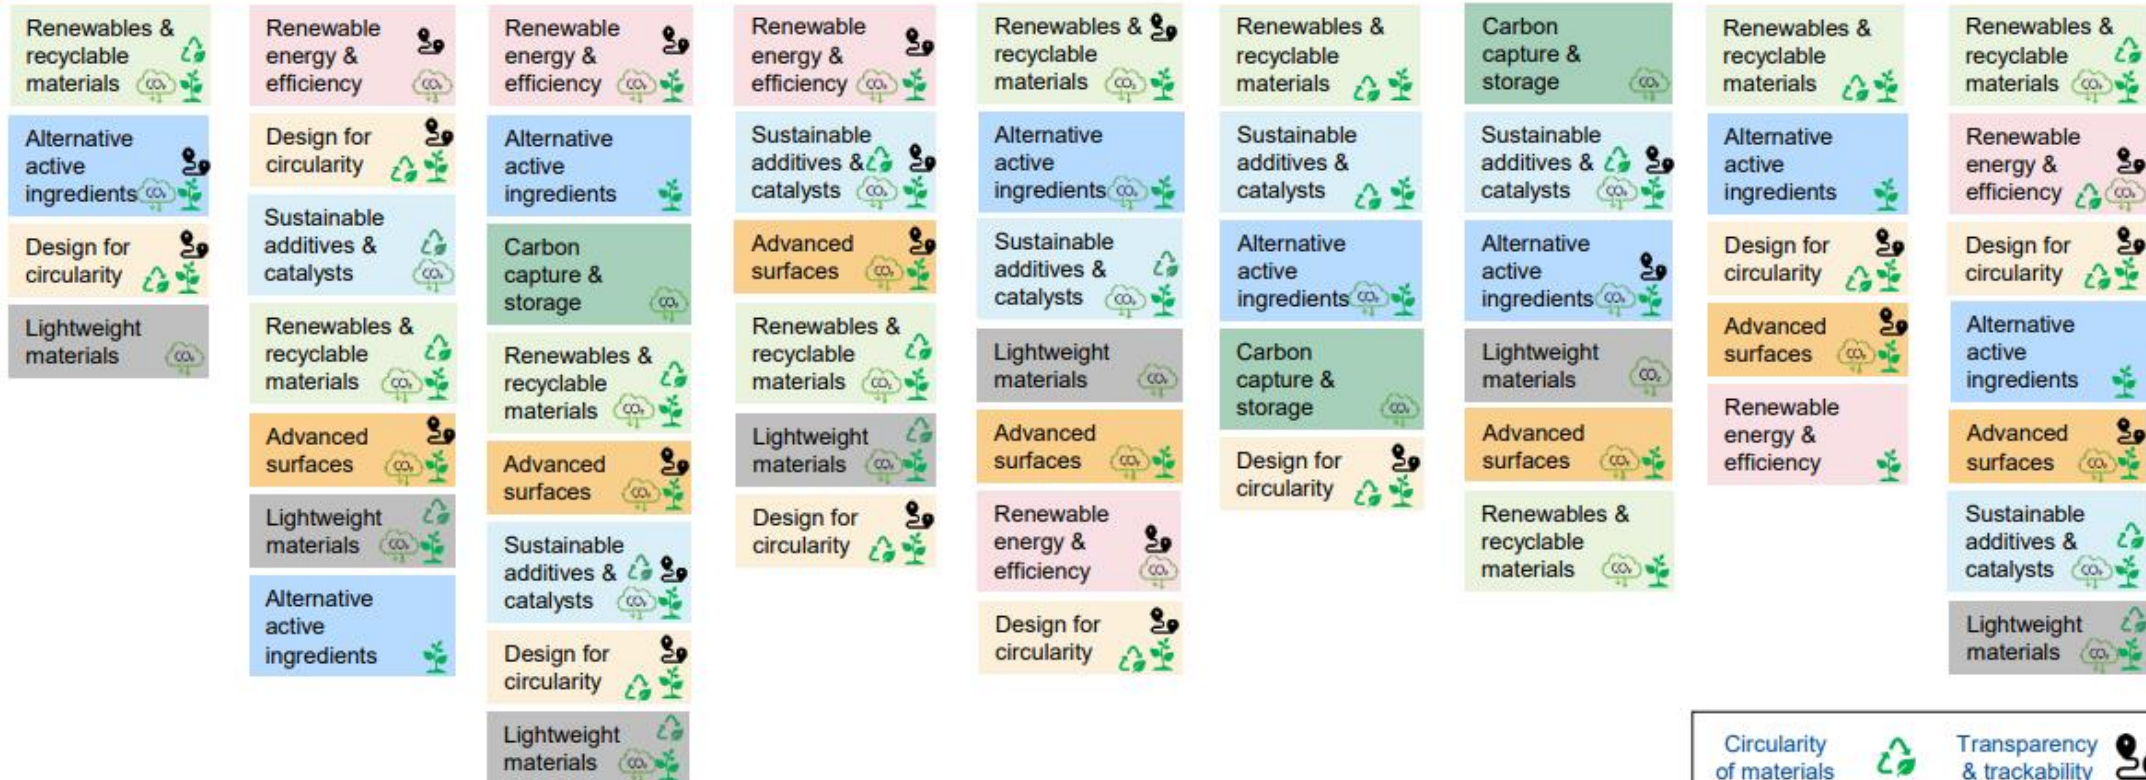 Renewables &
recyclable
materials
Alternative
active
ingredients
Design for
circularity
Lightweight
materials
Renewable
energy &
efficiency
Design for
circularity
Sustainable
additives &
catalysts
Renewables &
recyclable
materials
Advanced
surfaces
Lightweight
materials
Alternative
active
ingredients
Renewable
energy &
efficiency
Alternative
active
ingredients
Carbon
capture &
storage
Renewables &
recyclable
materials
Advanced
surfaces
Sustainable
additives &
catalysts
Design for
circularity
Lightweight
materials
Renewable
energy &
efficiency
Sustainable
additives &
catalysts
Advanced
surfaces
Renewables &
recyclable
materials
Lightweight
materials
Design for
circularity
Renewables &
recyclable
materials
Alternative
active
ingredients
Sustainable
additives &
catalysts
Lightweight
materials
Advanced
surfaces
Renewable
energy &
efficiency
Design for
circularity
Renewables &
recyclable
materials
Sustainable
additives &
catalysts
Alternative
active
ingredients
Carbon
capture &
storage
Design for
circularity
Carbon
capture &
storage
Sustainable
additives &
catalysts
Alternative
active
ingredients
Lightweight
materials
Advanced
surfaces
Renewables &
recyclable
materials
Renewables &
recyclable
materials
Alternative
active
ingredients
Design for
circularity
Advanced
surfaces
Renewable
energy &
efficiency
Renewables &
recyclable
materials
Renewable
energy &
efficiency
Design for
circularity
Alternative
active
ingredients
Advanced
surfaces
Sustainable
additives &
catalysts
Lightweight
materials
Circularity
of materials
Transparency
& trackability